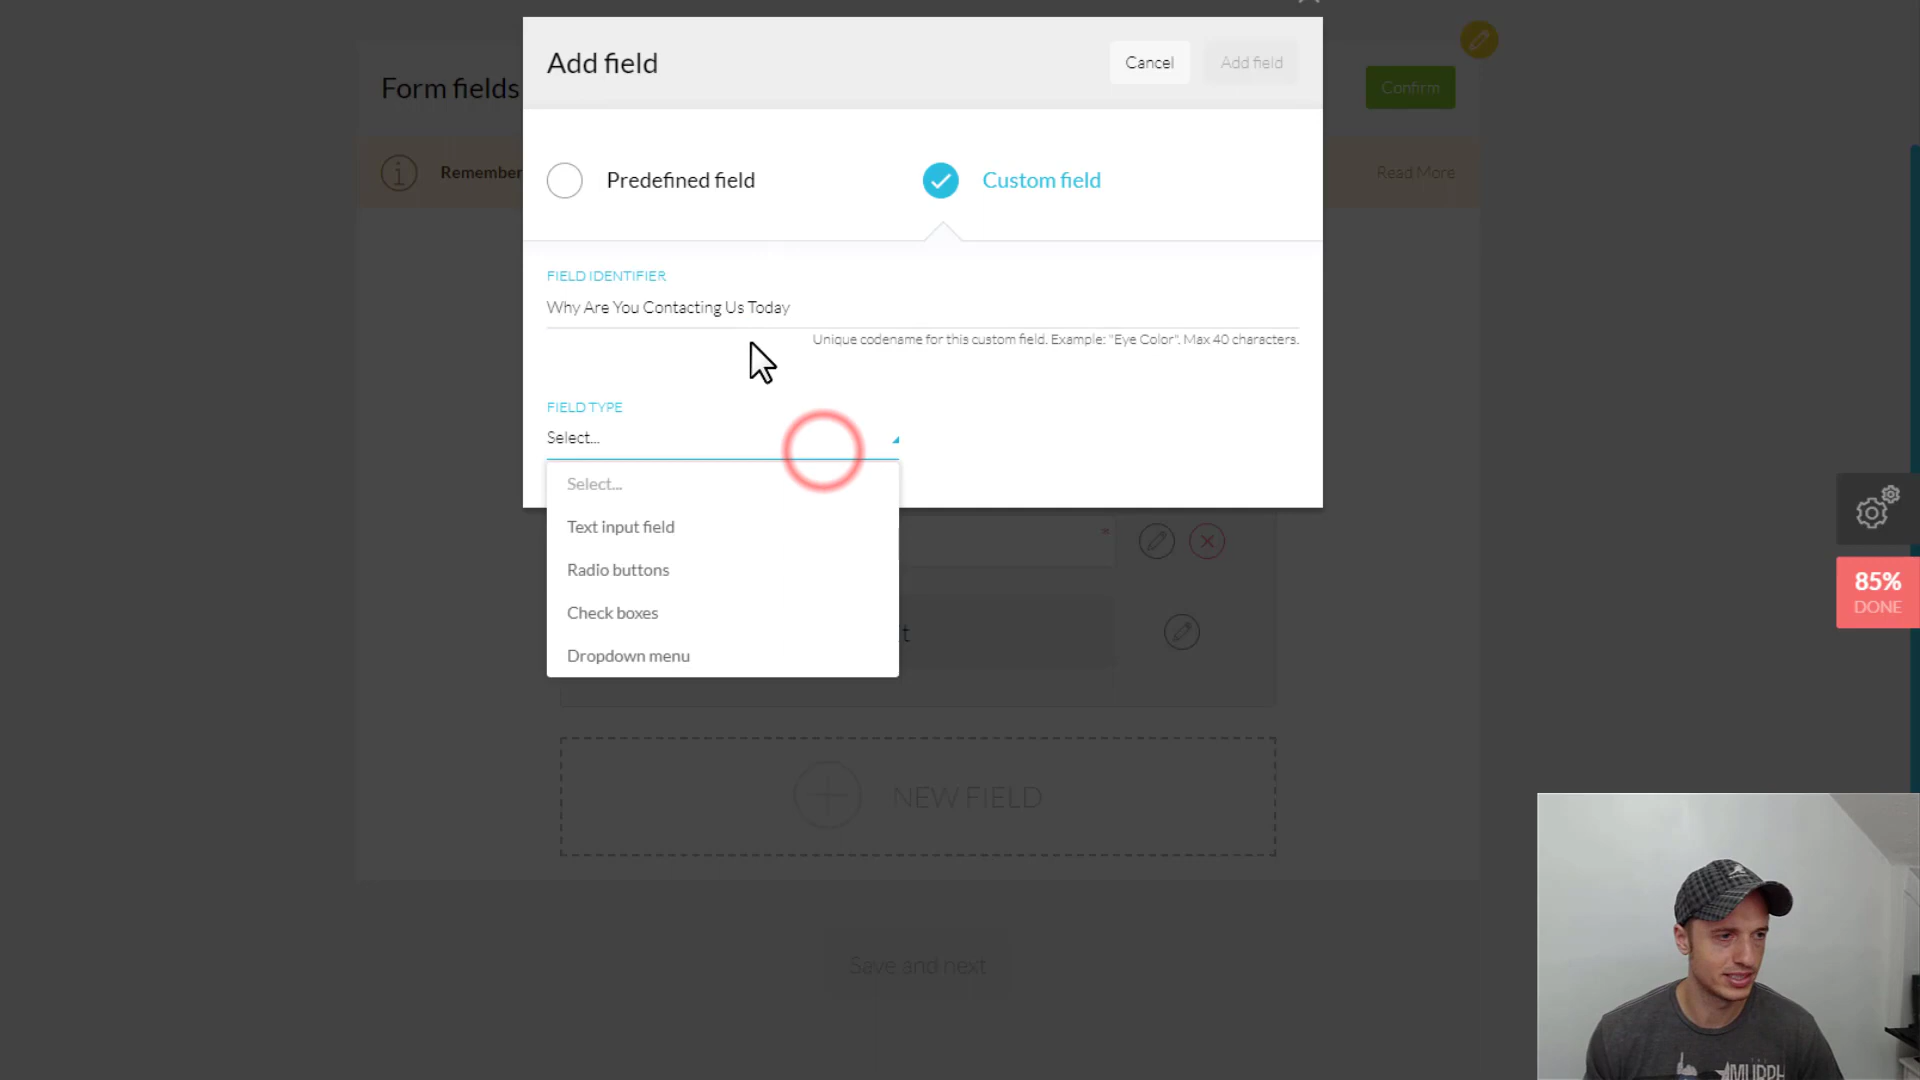 Add field
Cancel
Add field
Form fields
Confirm
Remember
Read More
Predefined field
Custom field
FIELD IDENTIFIER
Why Are You Contacting Us Today
Unique codename for this custom field. Example: "Eye Color". Max 40 characters.
FIELD TYPE
Select...
Select...
Text input field
Radio buttons
Check boxes
Dropdown menu
*
85%
DONE
NEW FIELD
Save and next
MURPH